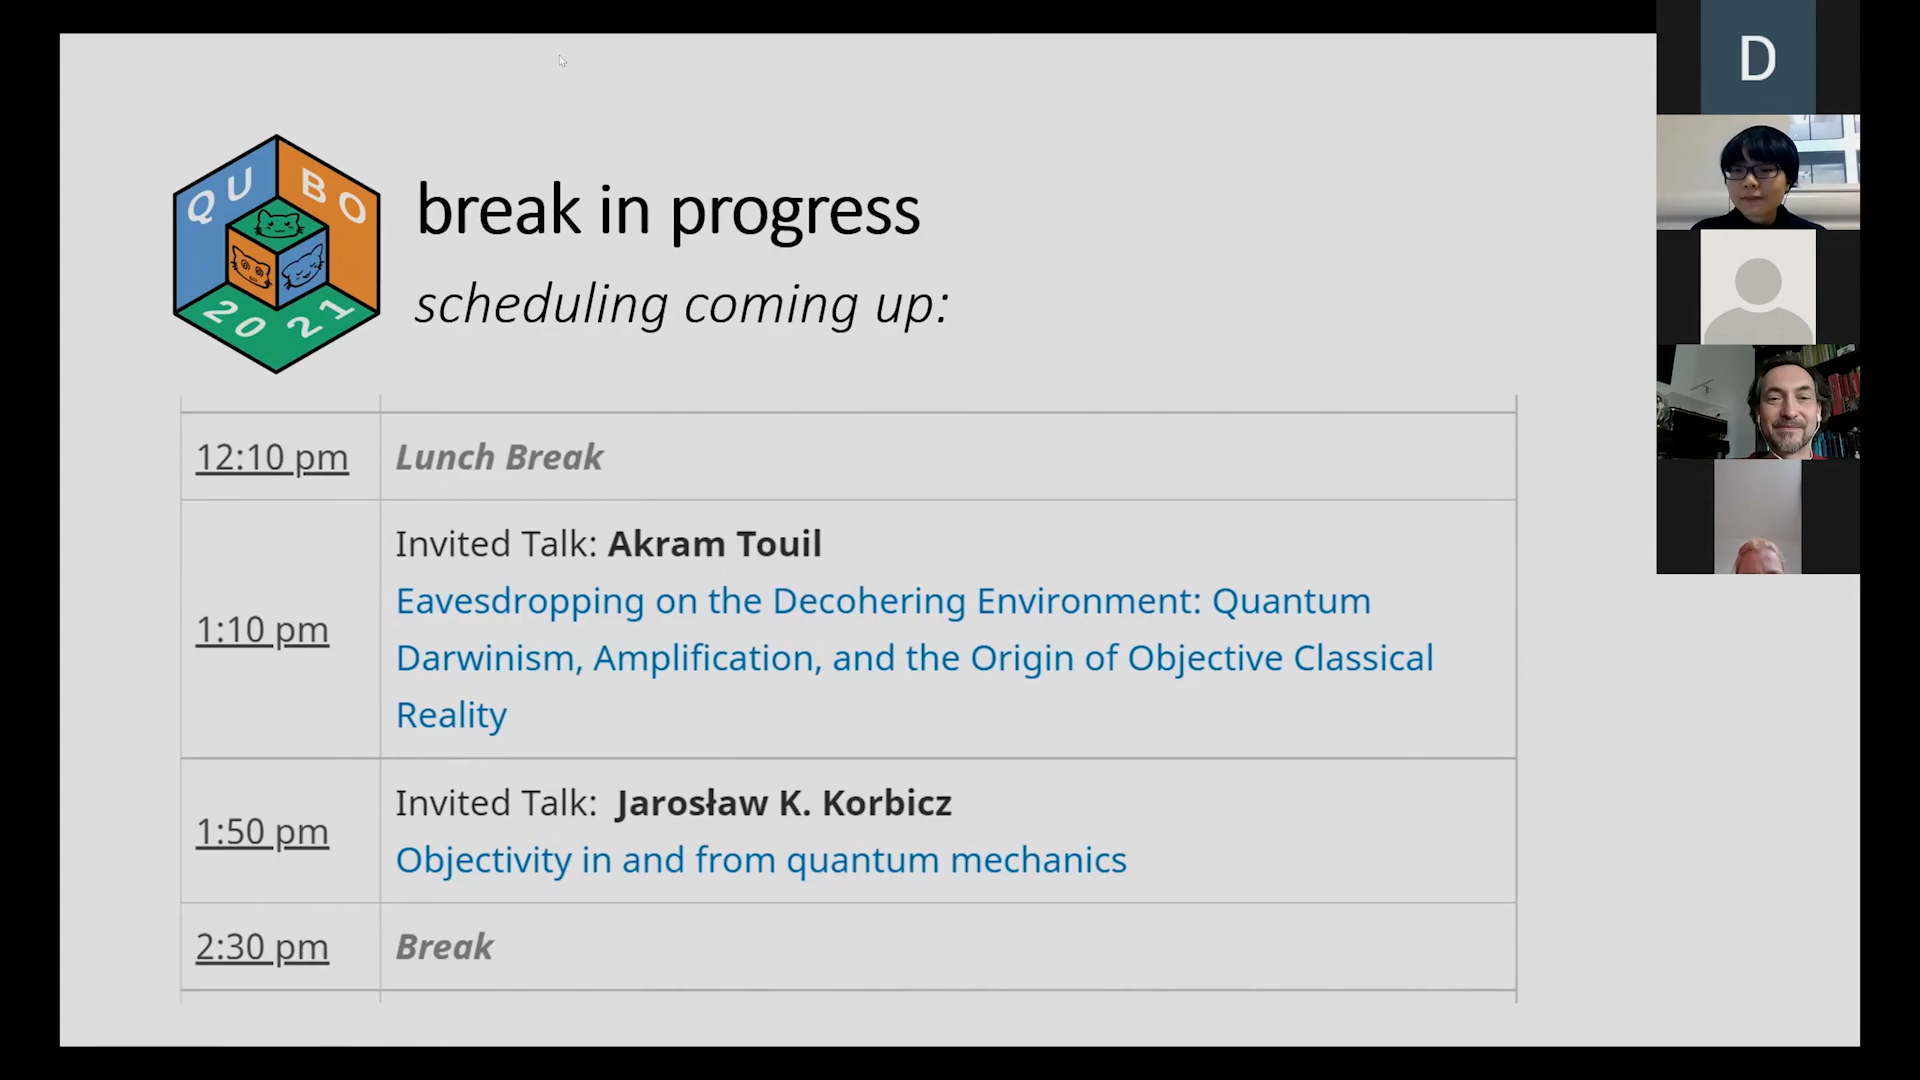 D
QU BO
2021
break in progress
scheduling coming up:
12:10 pm Lunch Break
1:10 pm Invited Talk: Akram Touil
Eavesdropping on the Decohering Environment: Quantum
Darwinism, Amplification, and the Origin of Objective Classical
Reality
1:50 pm Invited Talk: Jarosław K. Korbicz
Objectivity in and from quantum mechanics
2:30 pm Break